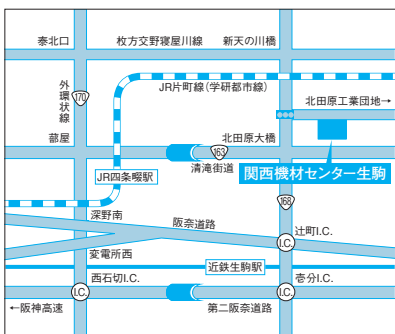 泰北口
枚方交野寝屋川線
新天の川橋
JR片町線(学研都市線)
外環状線
170
北田原工業団地→
蔀屋
北田原大橋
163
清滝街道
JR四条畷駅
関西機材センター生駒
168
深野南
阪奈道路
辻町I.C.
I.C.
変電所西
近鉄生駒駅
西石切I.C.
壱分I.C.
I.C.
I.C.
←阪神高速
第二阪奈道路